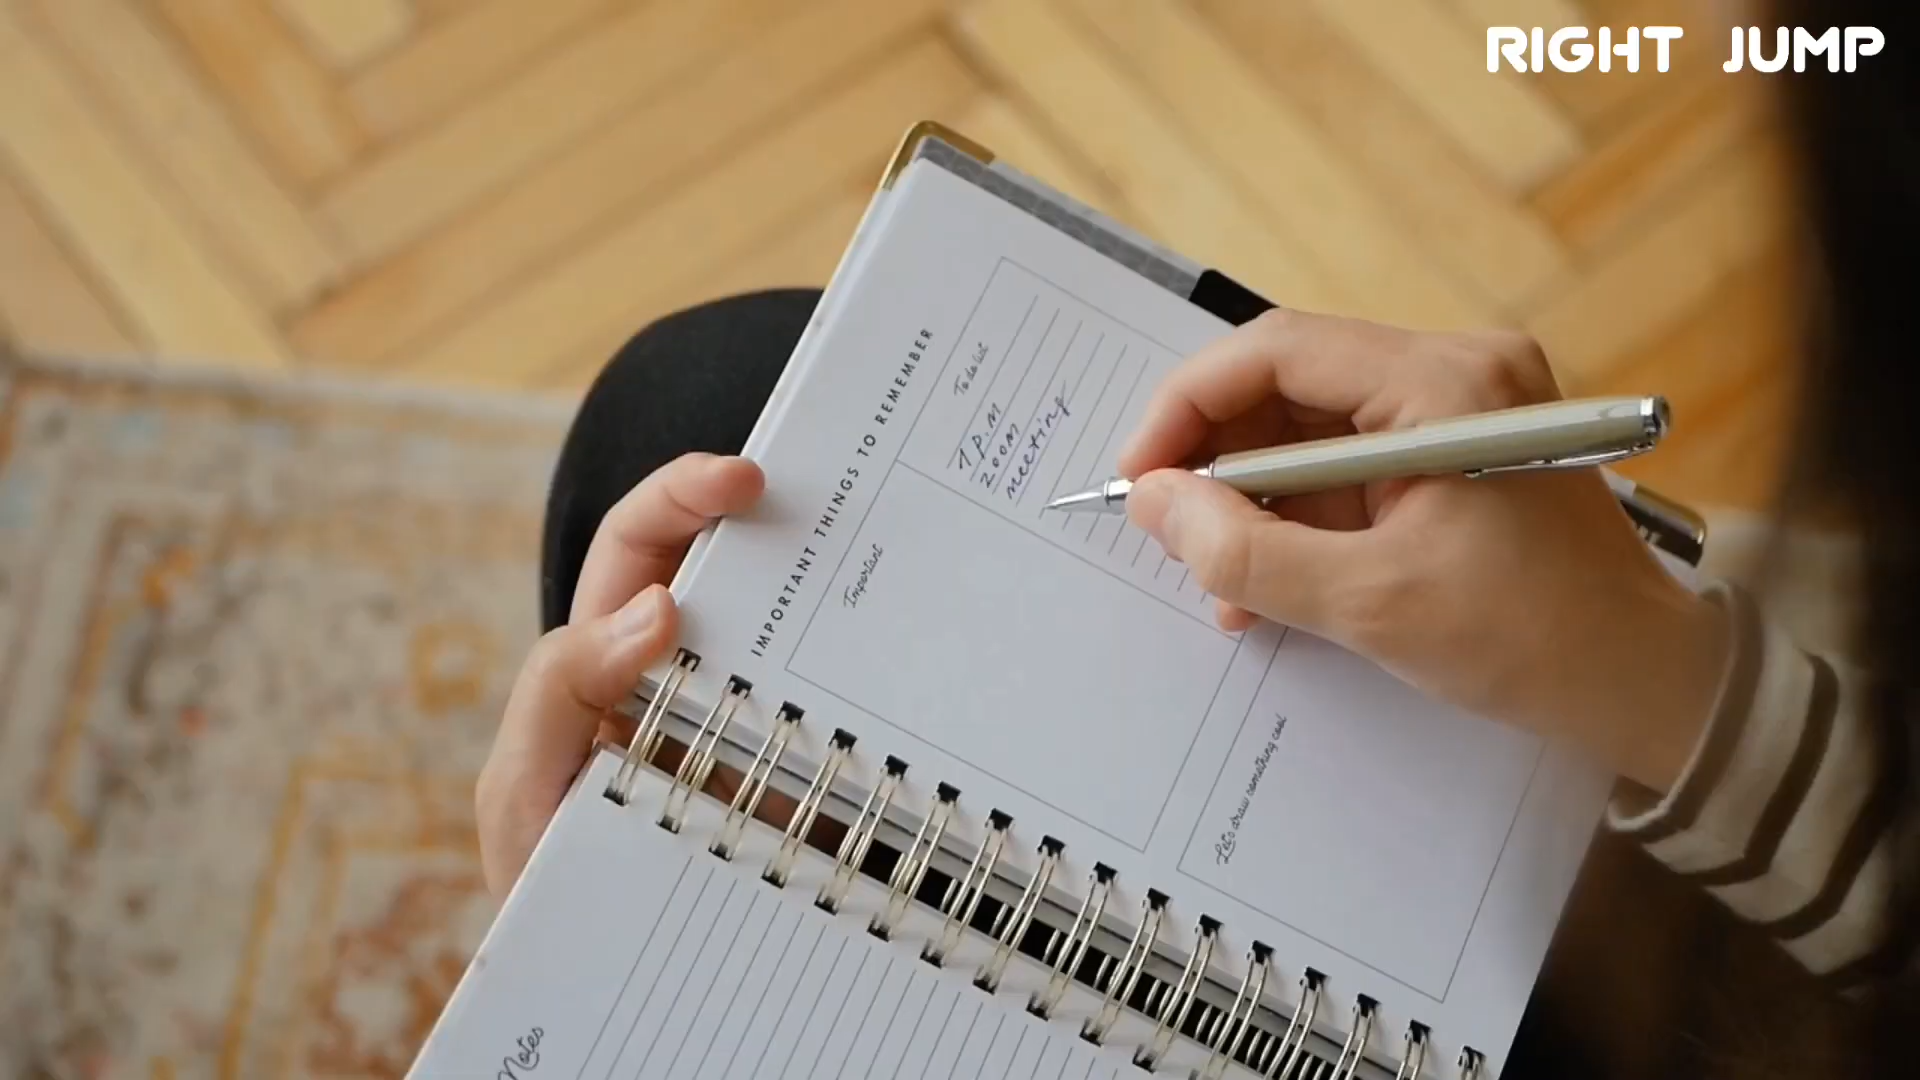 RIGHT JUMP
IMPORTANT THINGS TO REMEMBER
To do list
1 P.M
ZOOM
meeting
Important
Let's draw something cool
Notes